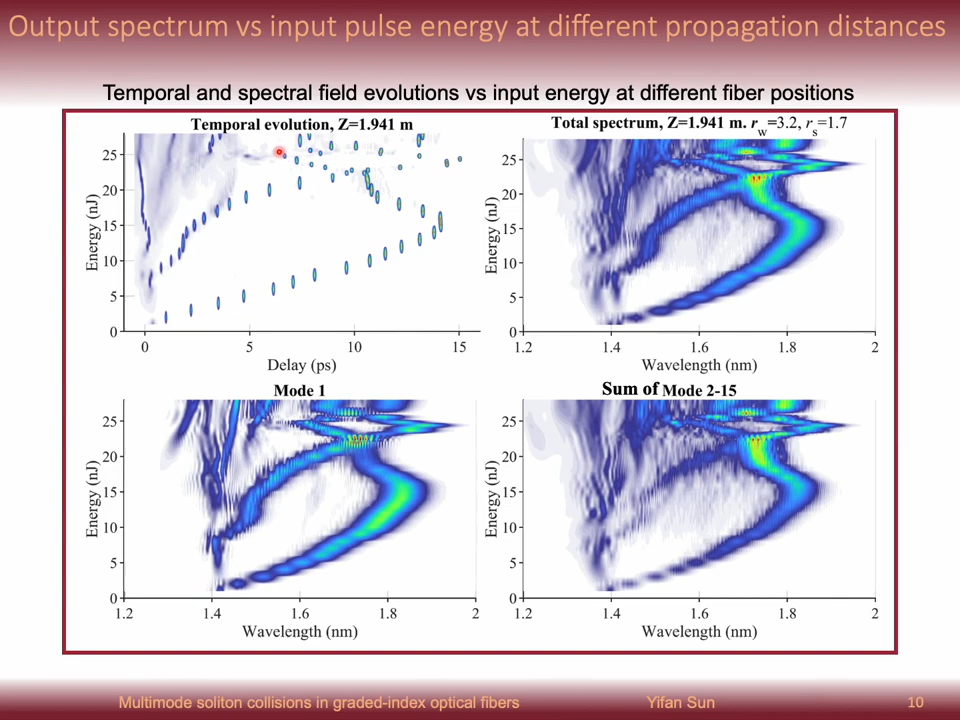 Output spectrum vs input pulse energy at different propagation distances
Temporal and spectral field evolutions vs input energy at different fiber positions
Temporal evolution, Z=1.941 m
25
20
15
10
5
0
Energy (nJ)
0 5 10 15
Delay (ps)
Total spectrum, Z=1.941 m. rw=3.2, rs=1.7
25
20
15
10
5
0
Energy (nJ)
1.2 1.4 1.6 1.8 2
Wavelength (nm)
Mode 1
25
20
15
10
5
0
Energy (nJ)
1.2 1.4 1.6 1.8 2
Wavelength (nm)
Sum of Mode 2-15
25
20
15
10
5
0
Energy (nJ)
1.2 1.4 1.6 1.8 2
Wavelength (nm)
Multimode soliton collisions in graded-index optical fibers Yifan Sun 10